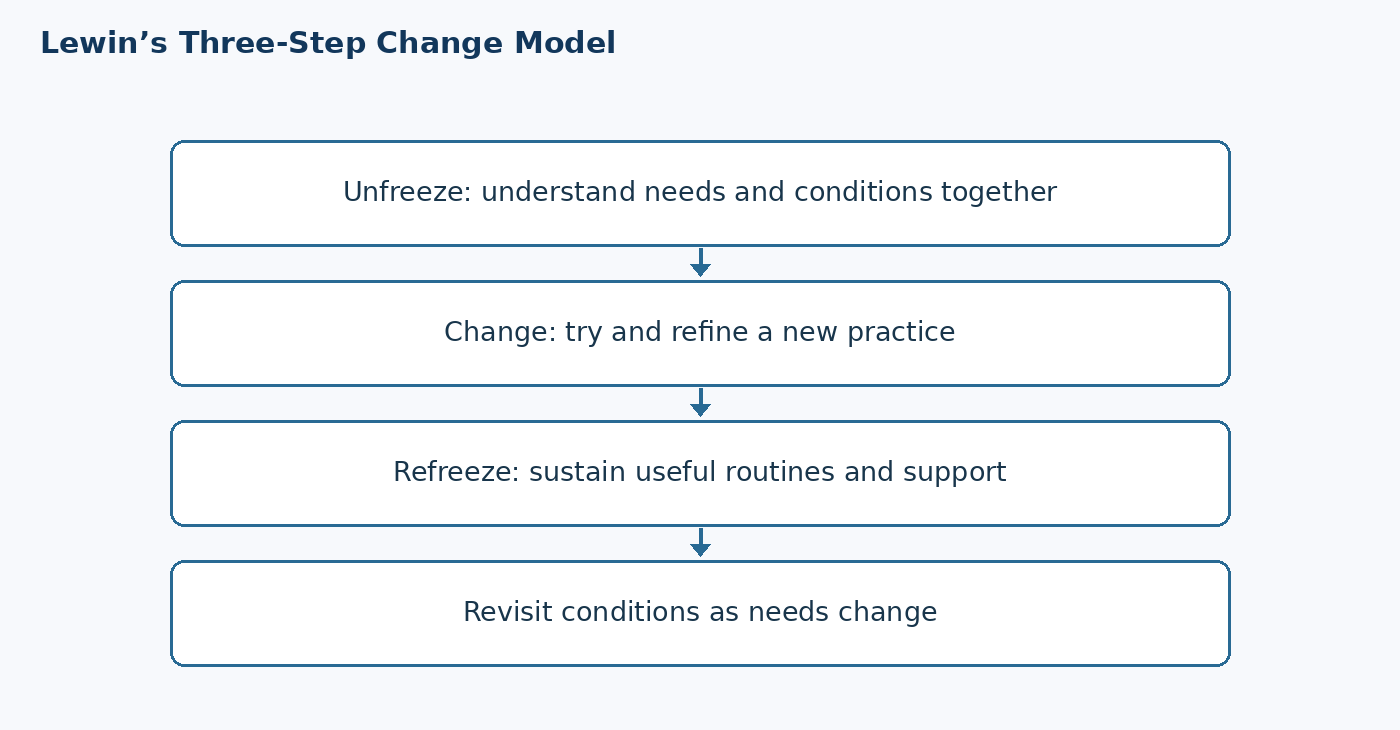 Lewin’s Three-Step Change Model
Unfreeze: understand needs and conditions together
Change: try and refine a new practice
Refreeze: sustain useful routines and support
Revisit conditions as needs change